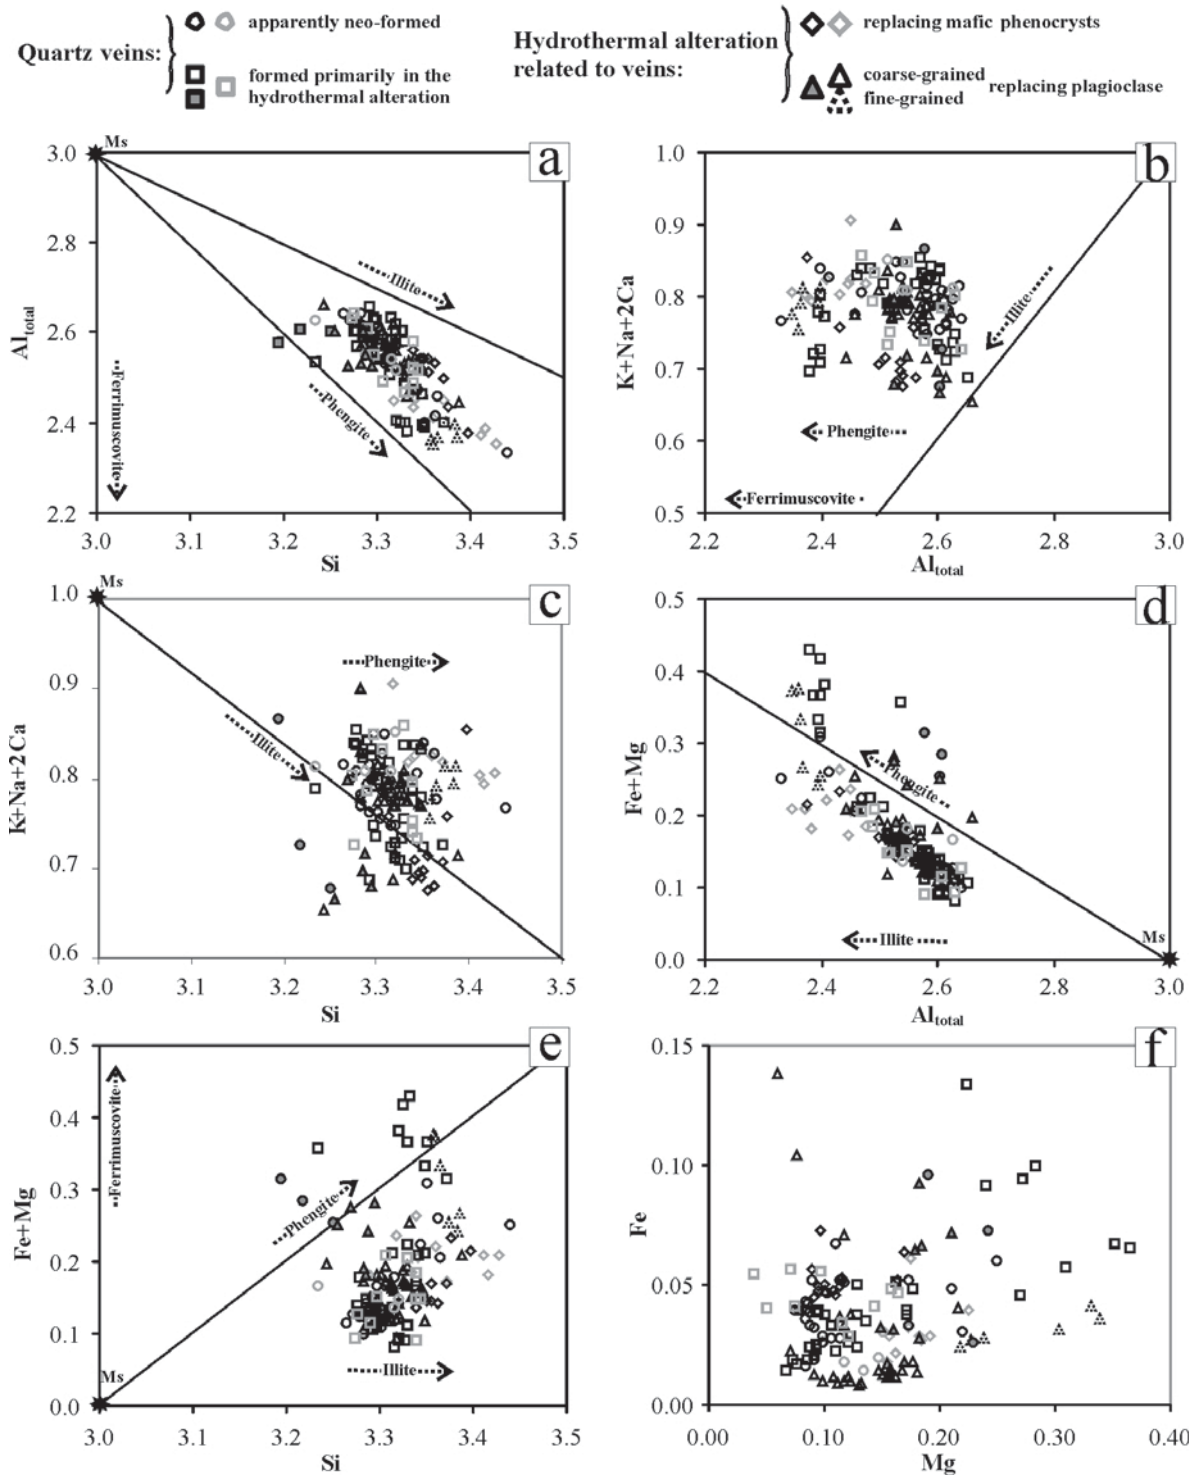 Quartz veins:
apparently neo-formed
formed primarily in the
hydrothermal alteration
Hydrothermal alteration
related to veins:
replacing mafic phenocrysts
coarse-grained
fine-grained
replacing plagioclase
a
Ms
3.0
2.8
2.6
2.4
2.2
Al total
Illite
Phengite
Ferrimuscovite
3.0 3.1 3.2 3.3 3.4 3.5
Si
b
1.0
0.9
0.8
0.7
0.6
0.5
K+Na+2Ca
Illite
Phengite
Ferrimuscovite
2.2 2.4 2.6 2.8 3.0
Al total
c
Ms
1.0
0.9
0.8
0.7
0.6
K+Na+2Ca
Phengite
Illite
3.0 3.1 3.2 3.3 3.4 3.5
Si
d
0.5
0.4
0.3
0.2
0.1
0.0
Fe+Mg
Phengite
Illite
Ms
2.2 2.4 2.6 2.8 3.0
Al total
e
0.5
0.4
0.3
0.2
0.1
0.0
Fe+Mg
Ferrimuscovite
Phengite
Illite
Ms
3.0 3.1 3.2 3.3 3.4 3.5
Si
f
0.15
0.10
0.05
0.00
Fe
0.00 0.10 0.20 0.30 0.40
Mg